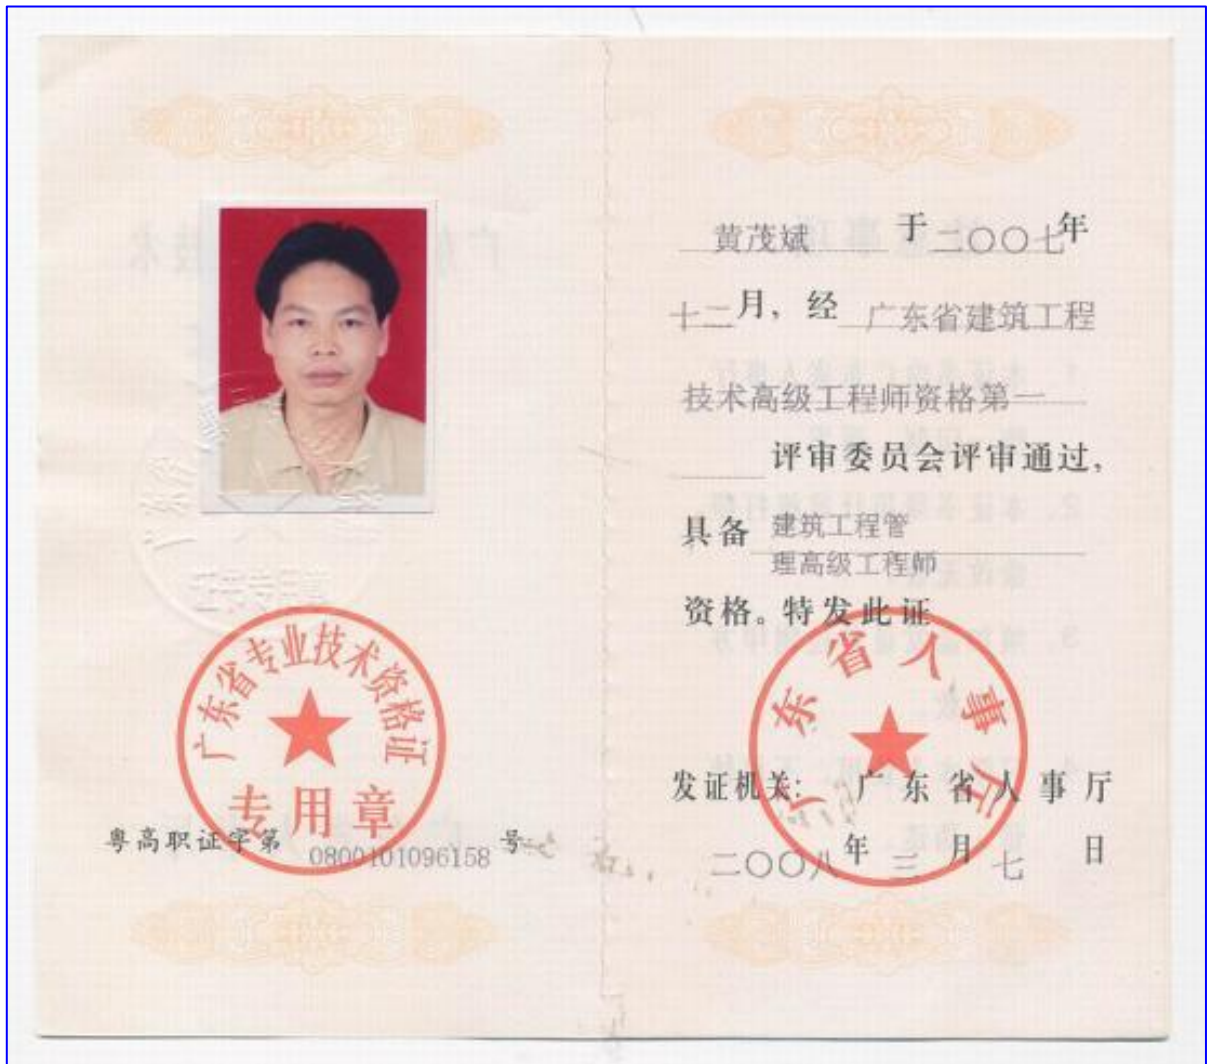 广东省专业技术资格证
专用章
粤高职证字第 0800101096158 号
黄茂斌 于 二〇〇七 年
十二 月，经 广东省建筑工程
技术高级工程师资格第一
评审委员会评审通过，
具备 建筑工程管
理高级工程师
资格。特发此证
广东省人事厅
发证机关： 广东省人事厅
二〇〇八 年 三 月 七 日